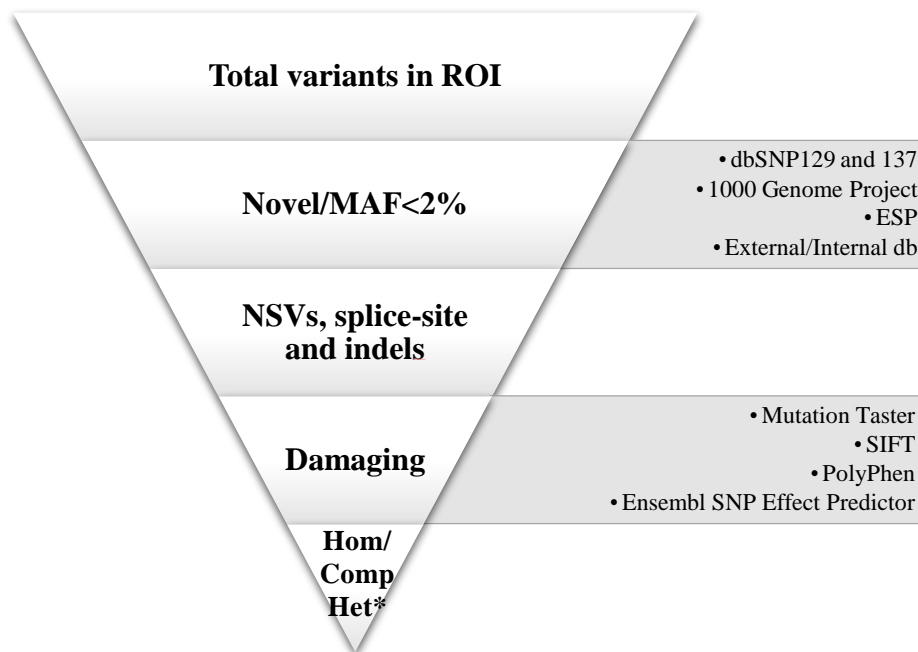 Total variants in ROI
Novel/MAF<2%
• dbSNP129 and 137
• 1000 Genome Project
• ESP
• External/Internal db
NSVs, splice-site
and indels
Damaging
• Mutation Taster
• SIFT
• PolyPhen
• Ensembl SNP Effect Predictor
Hom/
Comp
Het*